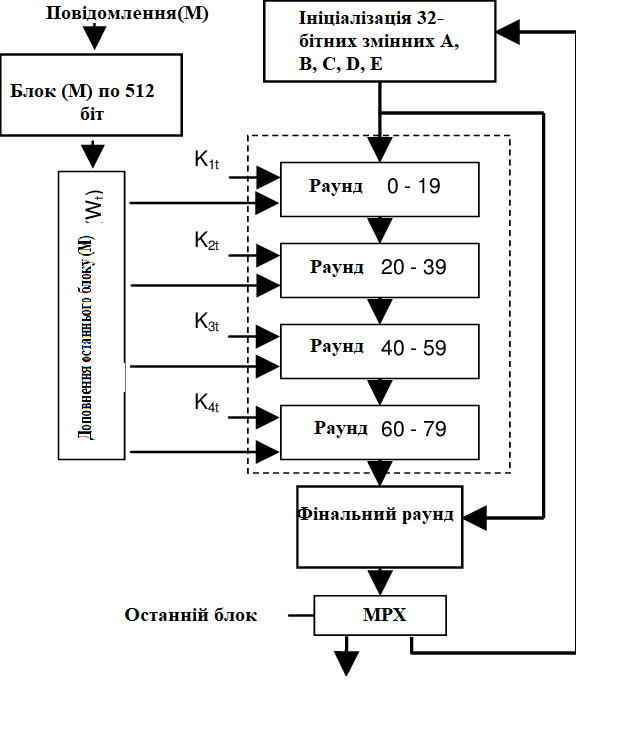 Повідомлення(М)
Ініціалізація 32-
бітних змінних А,
В, С, D, Е
Блок (М) по 512
біт
Доповнення останнього блоку (М)
(Wt)
K1t
Раунд 0 - 19
K2t
Раунд 20 - 39
K3t
Раунд 40 - 59
K4t
Раунд 60 - 79
Фінальний раунд
Останній блок
МРХ